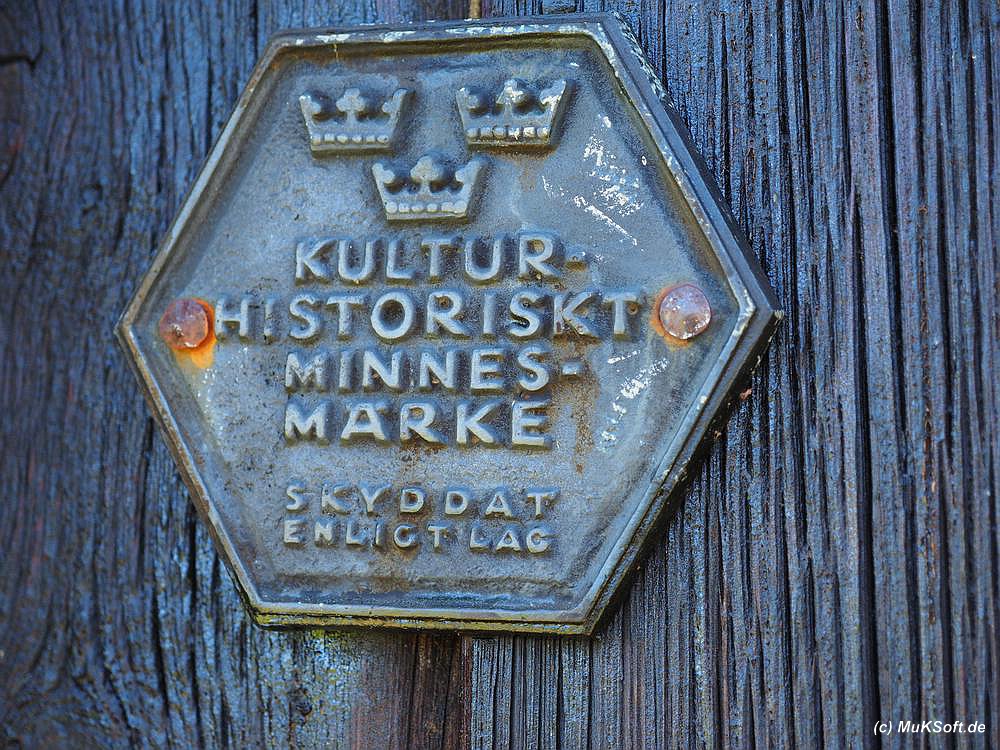 KULTUR-
HISTORISKT
MINNES-
MÄRKE
SKYDDAT
ENLIGT LAG
(c) MuKSoft.de